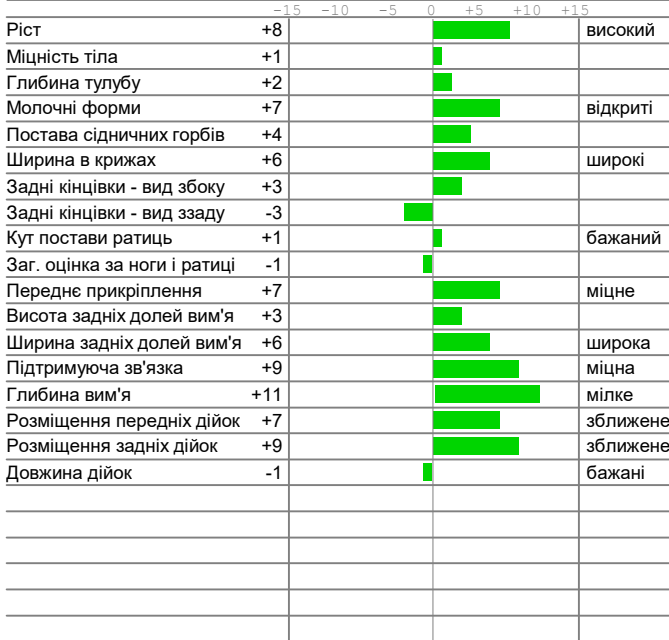 -15 -10 -5 0 +5 +10 +15
Ріст +8 високий
Міцність тіла +1
Глибина тулубу +2
Молочні форми +7 відкриті
Постава сідничних горбів +4
Ширина в крижах +6 широкі
Задні кінцівки - вид збоку +3
Задні кінцівки - вид ззаду -3
Кут постави ратиць +1 бажаний
Заг. оцінка за ноги і ратиці -1
Переднє прикріплення +7 міцне
Висота задніх долей вим'я +3
Ширина задніх долей вим'я +6 широка
Підтримуюча зв'язка +9 міцна
Глибина вим'я +11 мілке
Розміщення передніх дійок +7 зближене
Розміщення задніх дійок +9 зближене
Довжина дійок -1 бажані